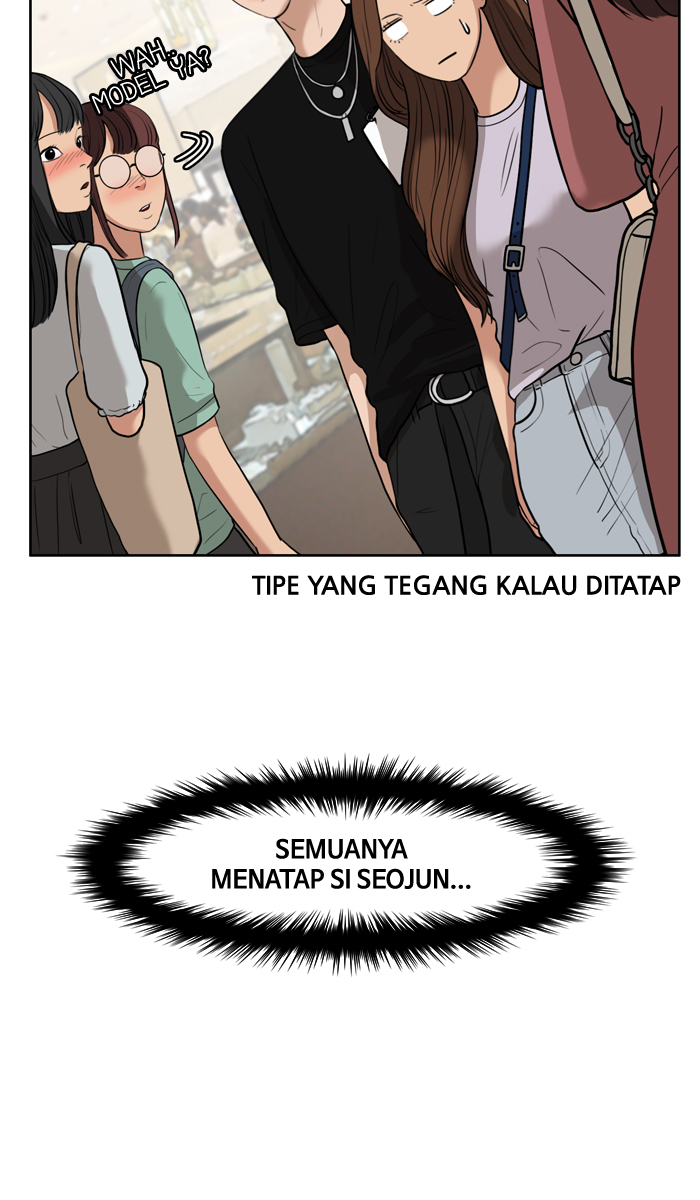 WAH..
MODEL YA?
TIPE YANG TEGANG KALAU DITATAP
SEMUANYA
MENATAP SI SEOJUN...